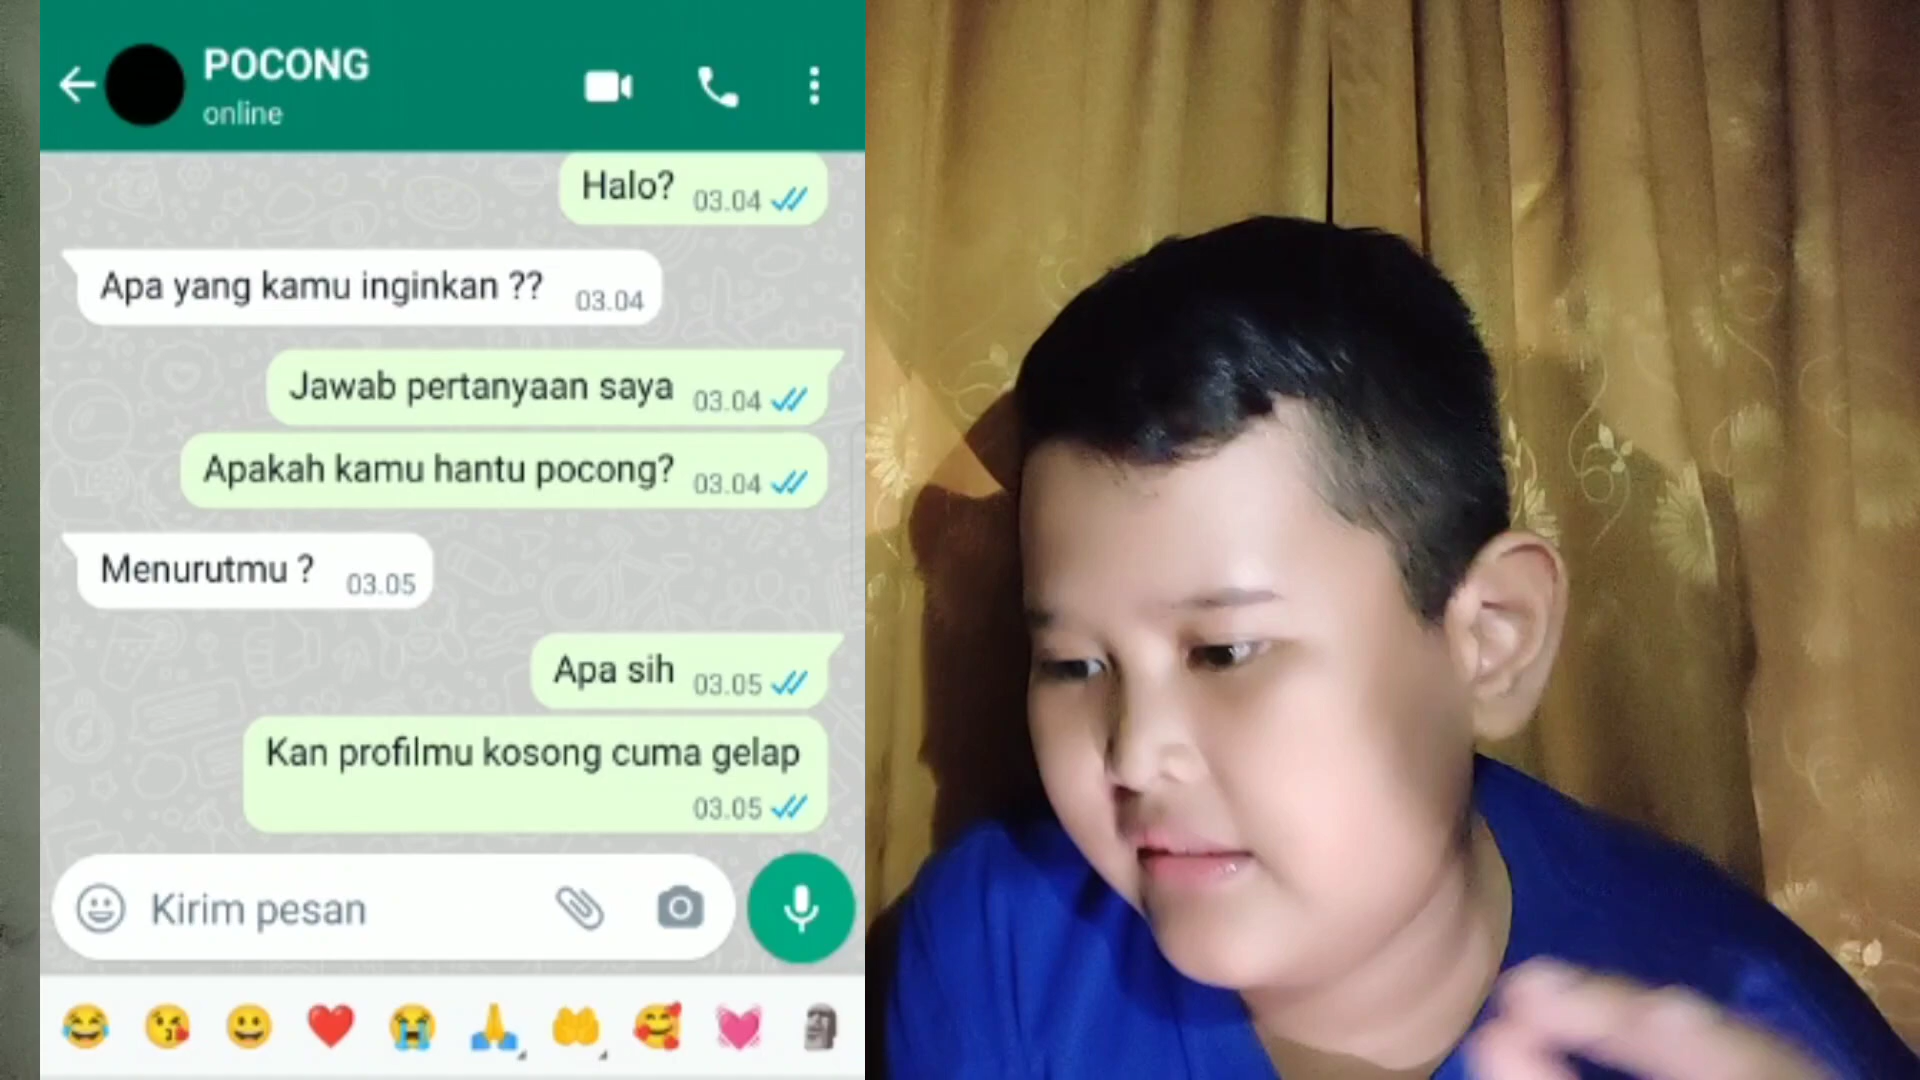 POCONG
online
Halo? 03.04
Apa yang kamu inginkan ?? 03.04
Jawab pertanyaan saya 03.04
Apakah kamu hantu pocong? 03.04
Menurutmu ? 03.05
Apa sih 03.05
Kan profilmu kosong cuma gelap
03.05
Kirim pesan